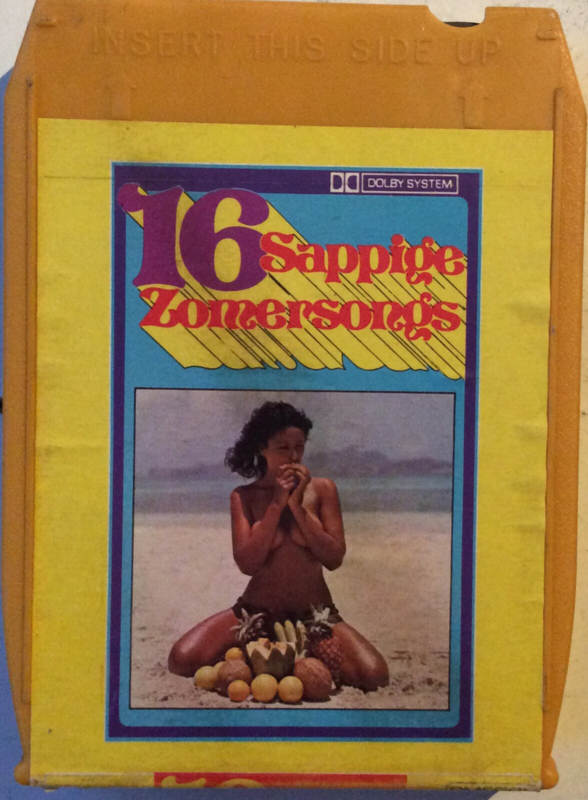 INSERT THIS SIDE UP
DOLBY SYSTEM
16 Sappige
Zomersongs